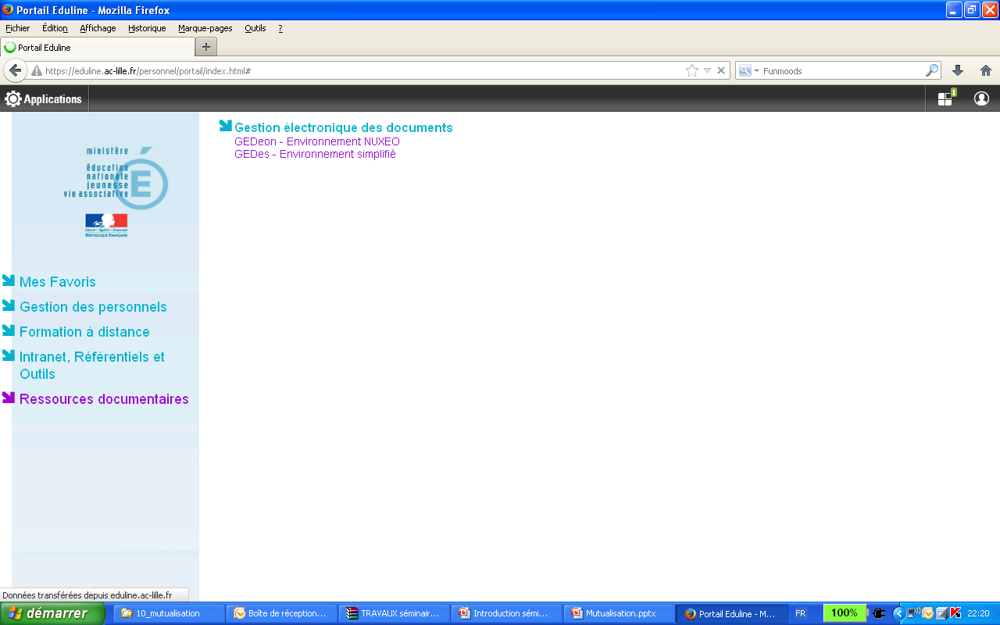 Portail Eduline - Mozilla Firefox
Fichier Édition Affichage Historique Marque-pages Outils ?
Portail Eduline
https://eduline.ac-lille.fr/personnel/portail/index.html#
Funmoods
Applications
1
ministère
éducation
nationale
jeunesse
vie associative
É
Liberté • Égalité • Fraternité
RÉPUBLIQUE FRANÇAISE
Mes Favoris
Gestion des personnels
Formation à distance
Intranet, Référentiels et
Outils
Ressources documentaires
Gestion électronique des documents
GEDeon - Environnement NUXEO
GEDes - Environnement simplifié
Données transférées depuis eduline.ac-lille.fr
démarrer
10_mutualisation
Boîte de réception...
TRAVAUX séminair...
Introduction sémi...
Mutualisation.pptx
Portail Eduline - M...
FR
100%
22:20